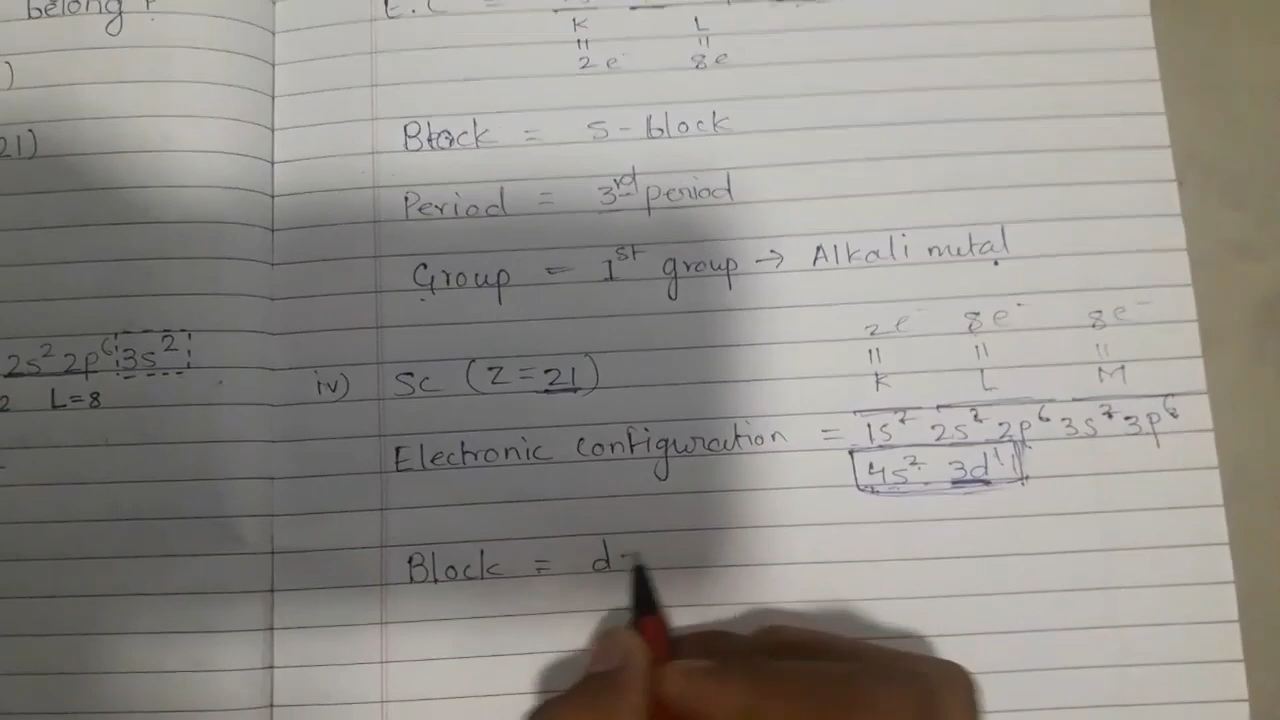 belong ?
)
21)
2s² 2p⁶ 3s²
2 L=8
E.C =
K L
|| ||
2e⁻ 8e⁻
Block = S-block
Period = 3rd period
Group = 1st group → Alkali metal
2e⁻ 8e⁻ 8e⁻
|| || ||
K L M
iv) Sc (Z=21)
Electronic configuration = 1s² 2s² 2p⁶ 3s² 3p⁶
4s² 3d¹
Block = d-